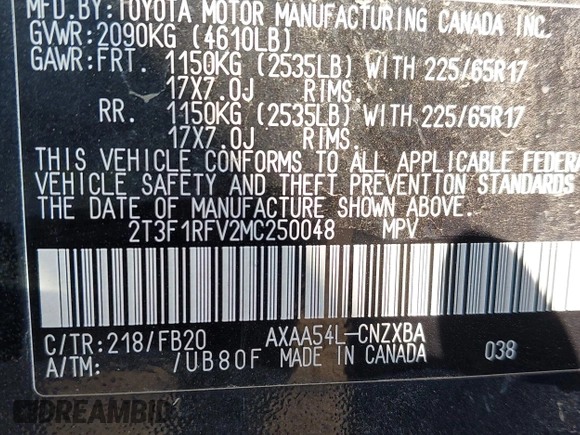 MFD.BY:TOYOTA MOTOR MANUFACTURING CANADA INC.
GVWR:2090KG (4610LB)
GAWR:FRT. 1150KG (2535LB) WITH 225/65R17
17X7.0J RIMS.
RR. 1150KG (2535LB) WITH 225/65R17
17X7.0J RIMS.
THIS VEHICLE CONFORMS TO ALL APPLICABLE FEDERA
VEHICLE SAFETY AND THEFT PREVENTION STANDARDS
THE DATE OF MANUFACTURE SHOWN ABOVE.
2T3F1RFV2MC250048 MPV
C/TR:218/FB20 AXAA54L-CNZXBA
A/TM: /UB80F MADE IN CANADA 038
DREAMBID